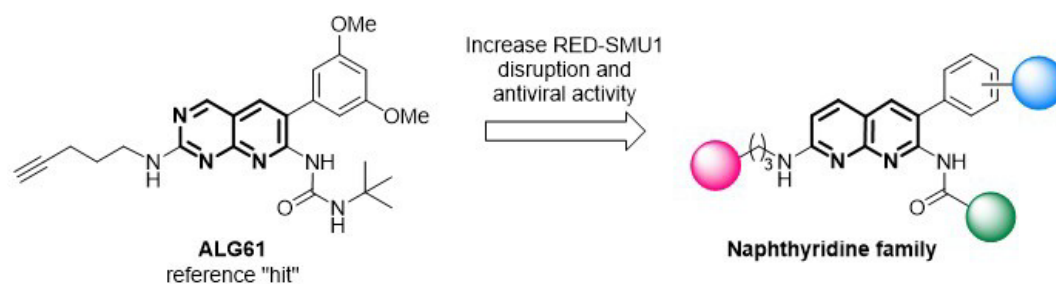 OMe
Increase RED-SMU1
disruption and
antiviral activity
N
OMe
N
N
N
NH
N
H
O
N
H
ALG61
reference "hit"
( )3
N
H
N
N
NH
O
Naphthyridine family